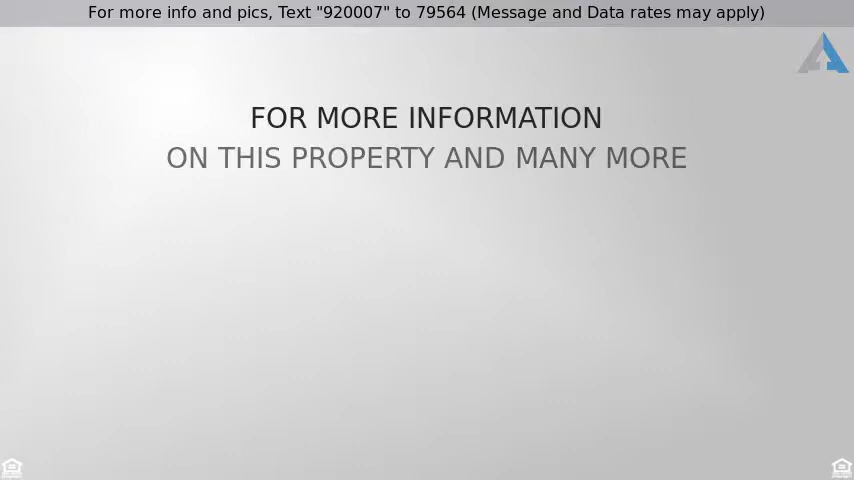 For more info and pics, Text "920007" to 79564 (Message and Data rates may apply)
FOR MORE INFORMATION
ON THIS PROPERTY AND MANY MORE